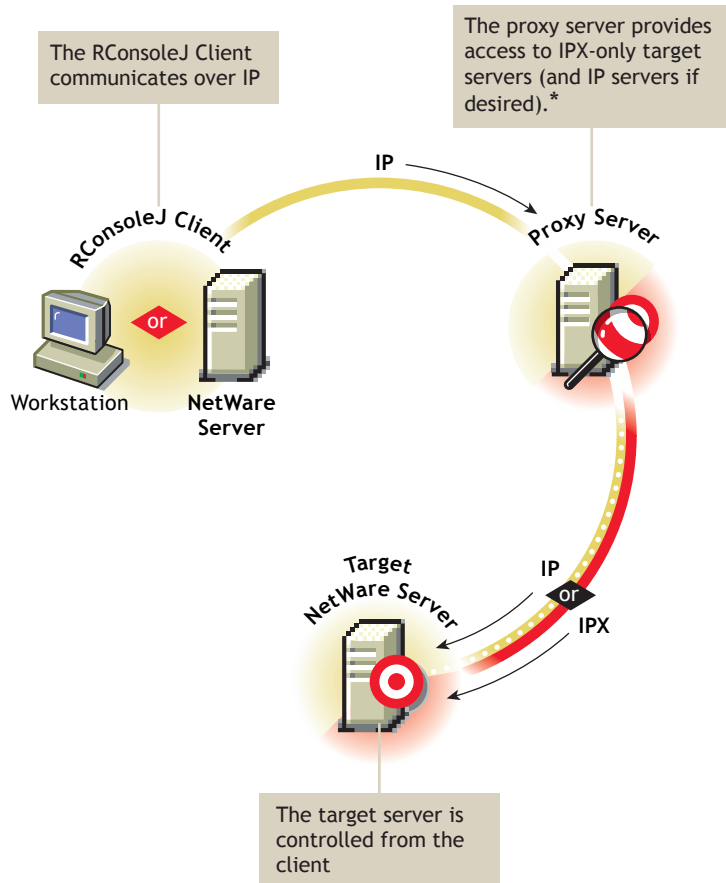 The RConsoleJ Client
communicates over IP
The proxy server provides
access to IPX-only target
servers (and IP servers if
desired).*
IP
RConsoleJ Client
Proxy Server
or
Workstation
NetWare
Server
Target
NetWare Server
IP
or
IPX
The target server is
controlled from the
client